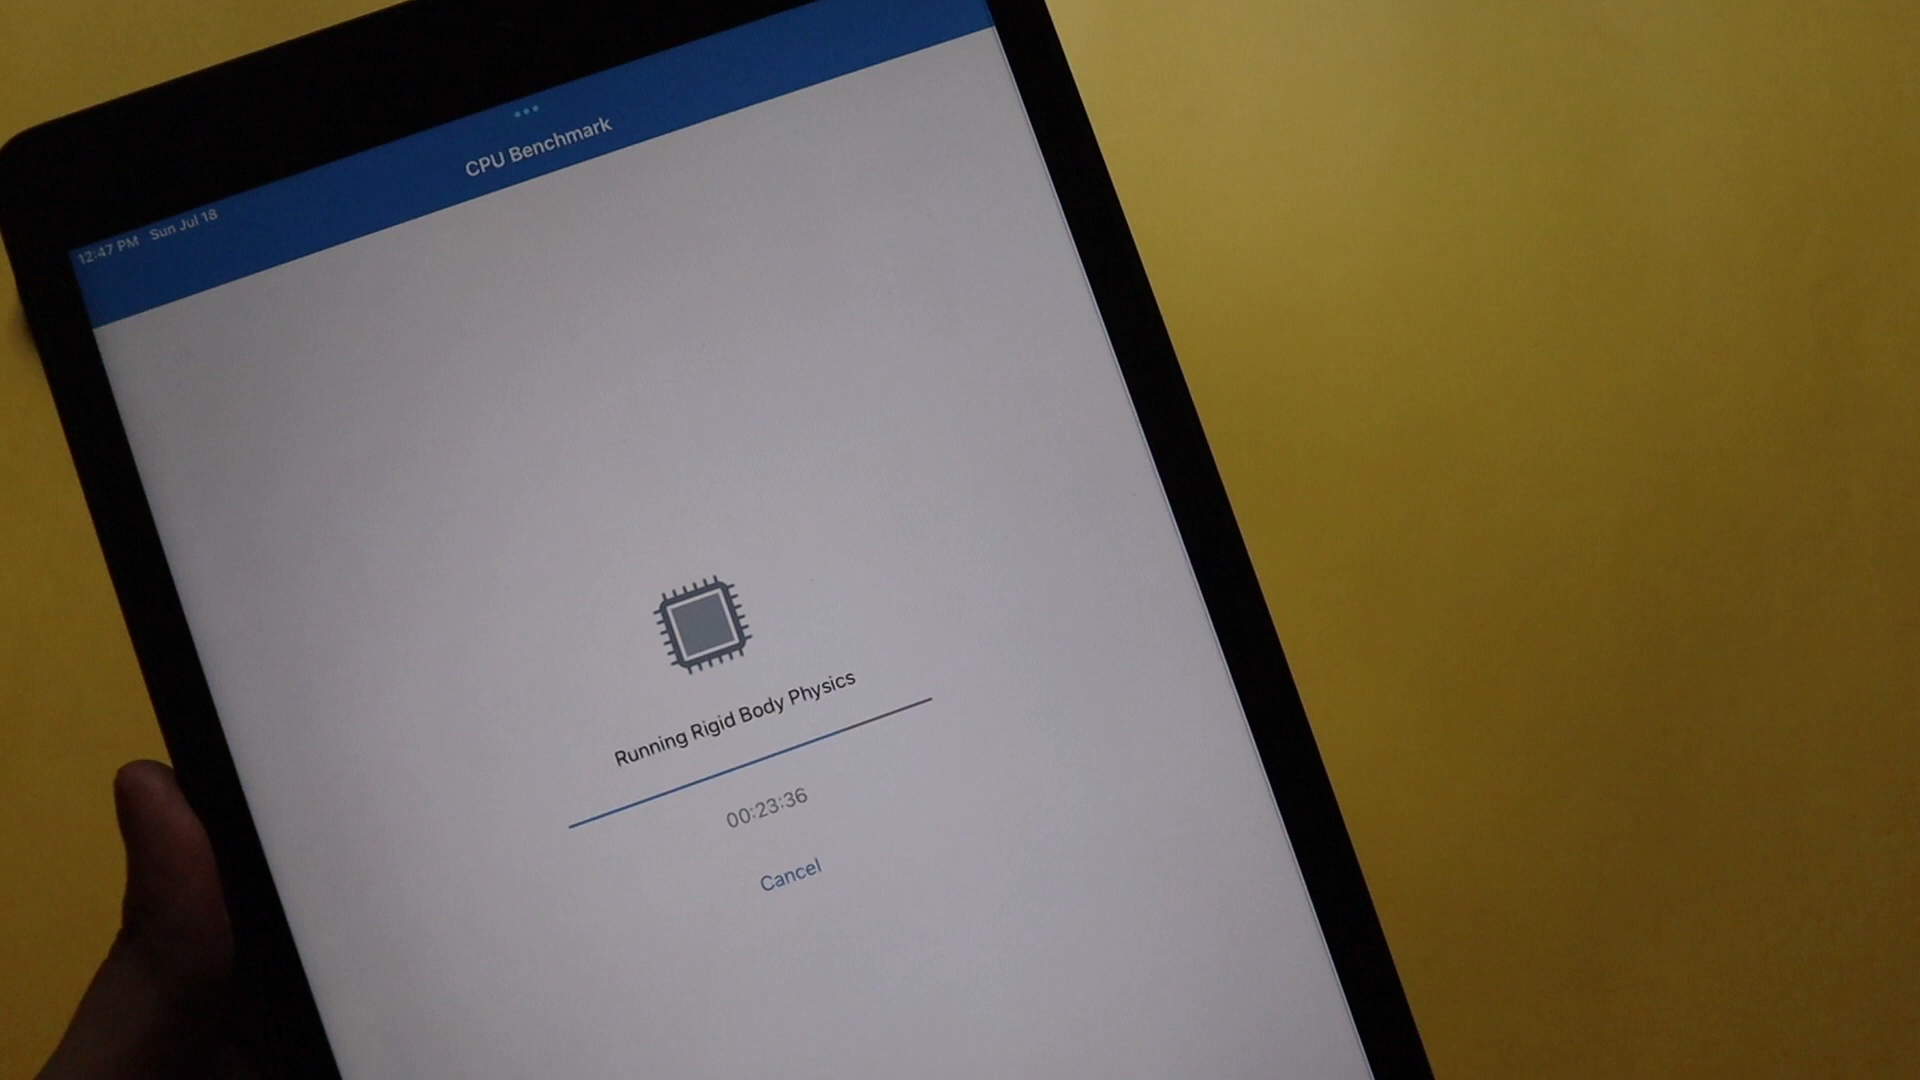 12:47 PM Sun Jul 18
CPU Benchmark
Running Rigid Body Physics
00:23:36
Cancel